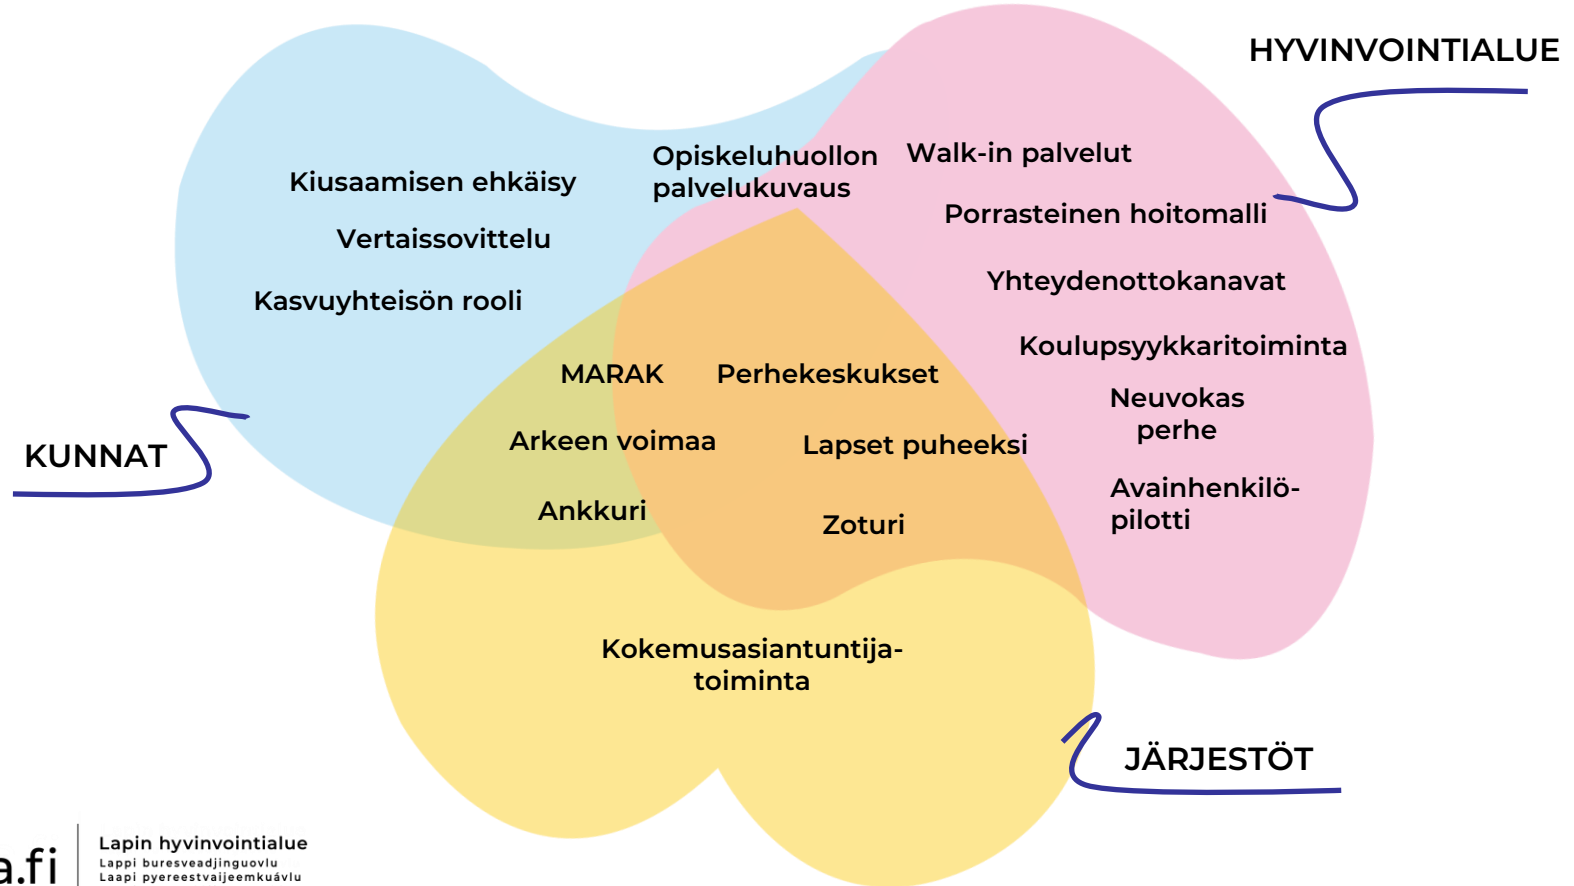 HYVINVOINTIALUE
Opiskeluhuollon
palvelukuvaus
Walk-in palvelut
Kiusaamisen ehkäisy
Porrasteinen hoitomalli
Vertaissovittelu
Yhteydenottokanavat
Kasvuyhteisön rooli
Koulupsyykkaritoiminta
MARAK
Perhekeskukset
Neuvokas
perhe
Arkeen voimaa
Lapset puheeksi
KUNNAT
Avainhenkilö-
pilotti
Ankkuri
Zoturi
Kokemusasiantuntija-
toiminta
JÄRJESTÖT
a.fi
Lapin hyvinvointialue
Lappi buresveadjinguovlu
Laapi pyereestvaijeemkuávlu